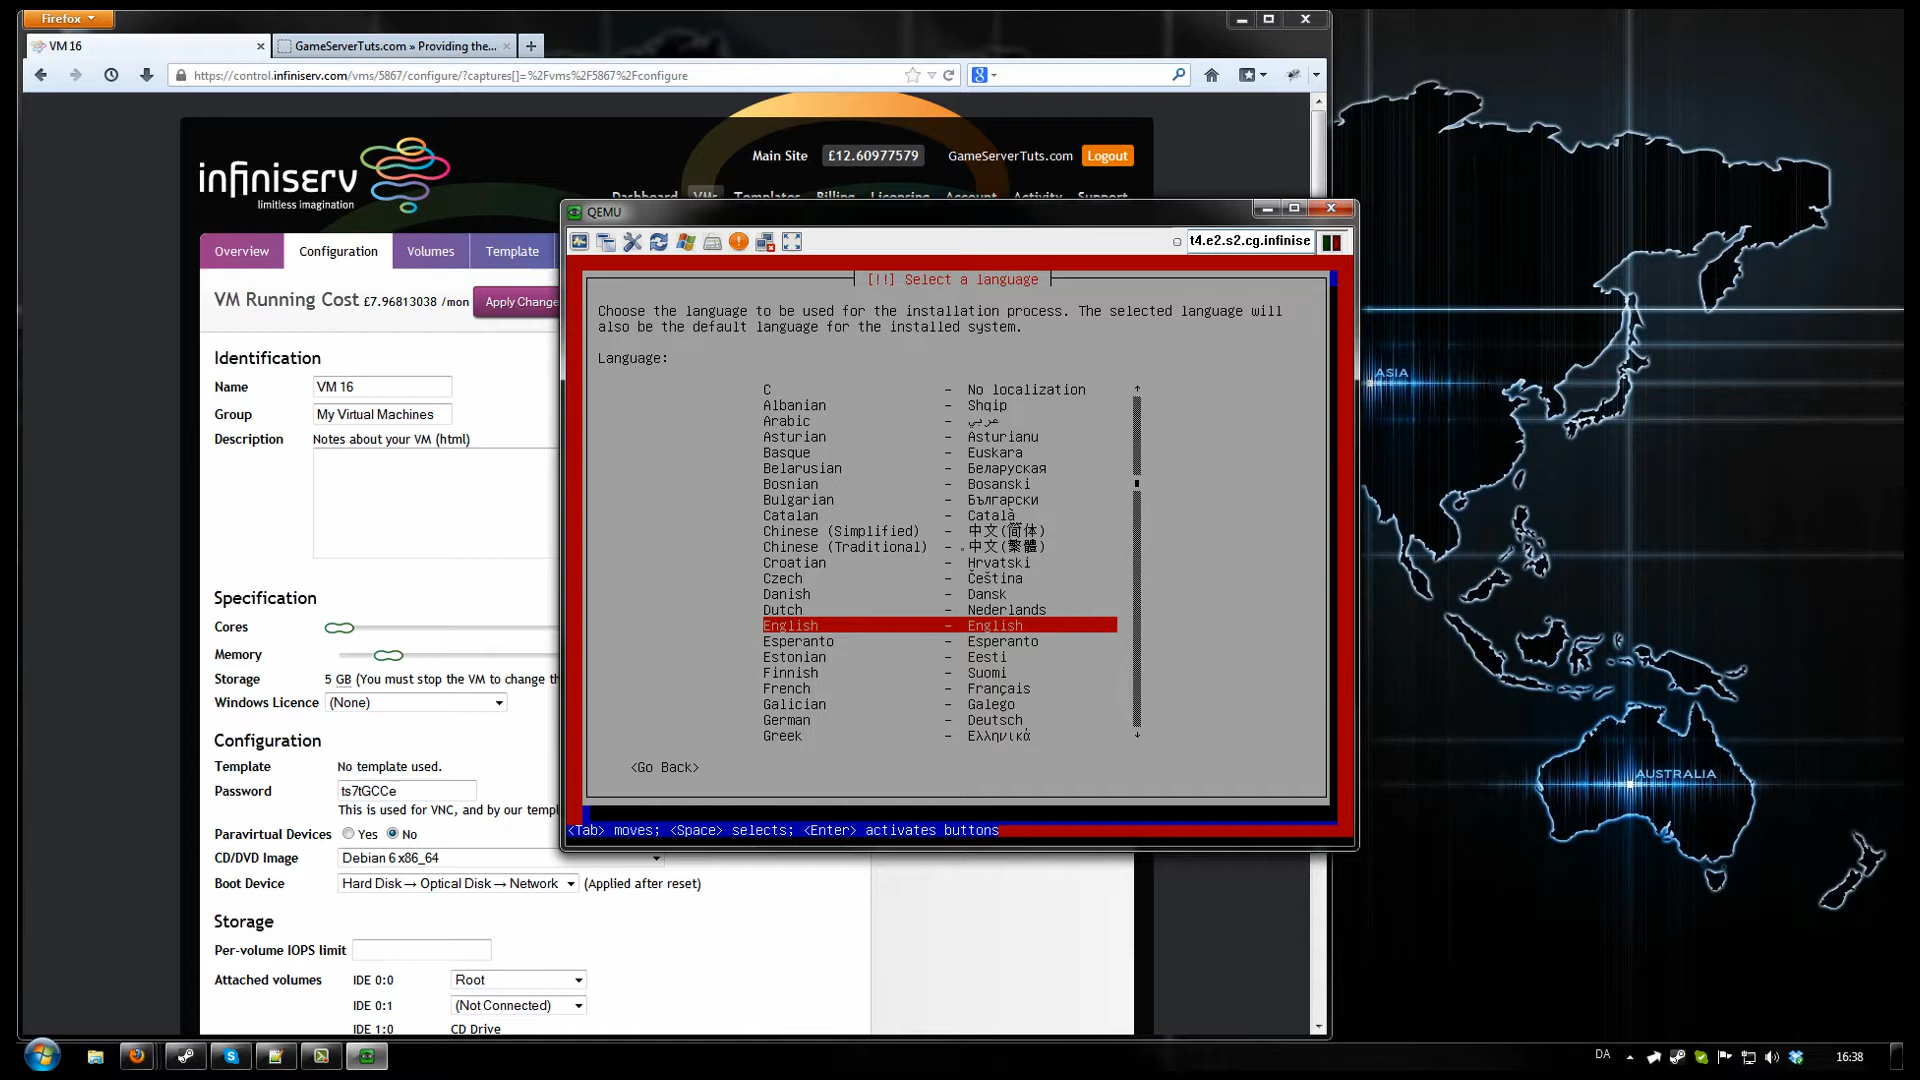 Firefox
VM 16
GameServerTuts.com » Providing the...
https://control.infiniserv.com/vms/5867/configure/?captures[]=%2Fvms%2F5867%2Fconfigure
infiniserv
limitless imagination
Main Site £12.60977579 GameServerTuts.com Logout
Dashboard VMs Templates Billing Licensing Account Activity Support
Overview Configuration Volumes Template
VM Running Cost £7.96813038 /mon Apply Change
Identification
Name VM 16
Group My Virtual Machines
Description Notes about your VM (html)
Specification
Cores
Memory
Storage 5 GB (You must stop the VM to change th
Windows Licence (None)
Configuration
Template No template used.
Password ts7tGCCe
This is used for VNC, and by our templ
Paravirtual Devices Yes No
CD/DVD Image Debian 6 x86_64
Boot Device Hard Disk → Optical Disk → Network (Applied after reset)
Storage
Per-volume IOPS limit
Attached volumes IDE 0:0 Root
IDE 0:1 (Not Connected)
IDE 1:0 CD Drive
QEMU
t4.e2.s2.cg.infinise
[!!] Select a language
Choose the language to be used for the installation process. The selected language will
also be the default language for the installed system.
Language:
C - No localization
Albanian - Shqip
Arabic - عربي
Asturian - Asturianu
Basque - Euskara
Belarusian - Беларуская
Bosnian - Bosanski
Bulgarian - Български
Catalan - Català
Chinese (Simplified) - 中文(简体)
Chinese (Traditional) - 中文(繁體)
Croatian - Hrvatski
Czech - Čeština
Danish - Dansk
Dutch - Nederlands
English - English
Esperanto - Esperanto
Estonian - Eesti
Finnish - Suomi
French - Français
Galician - Galego
German - Deutsch
Greek - Ελληνικά
<Go Back>
<Tab> moves; <Space> selects; <Enter> activates buttons
ASIA
AUSTRALIA
DA
16:38